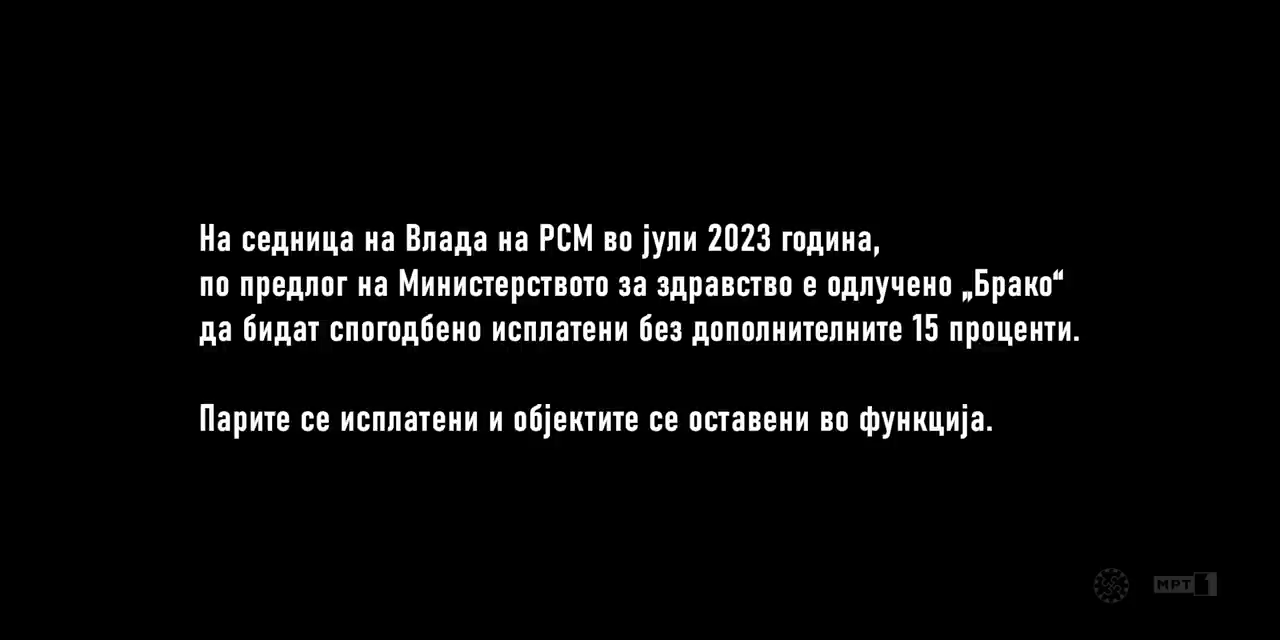 На седница на Влада на РСМ во јули 2023 година,
по предлог на Министерството за здравство е одлучено „Брако“
да бидат спогодбено исплатени без дополнителните 15 проценти.
Парите се исплатени и објектите се оставени во функција.
МРТ 1